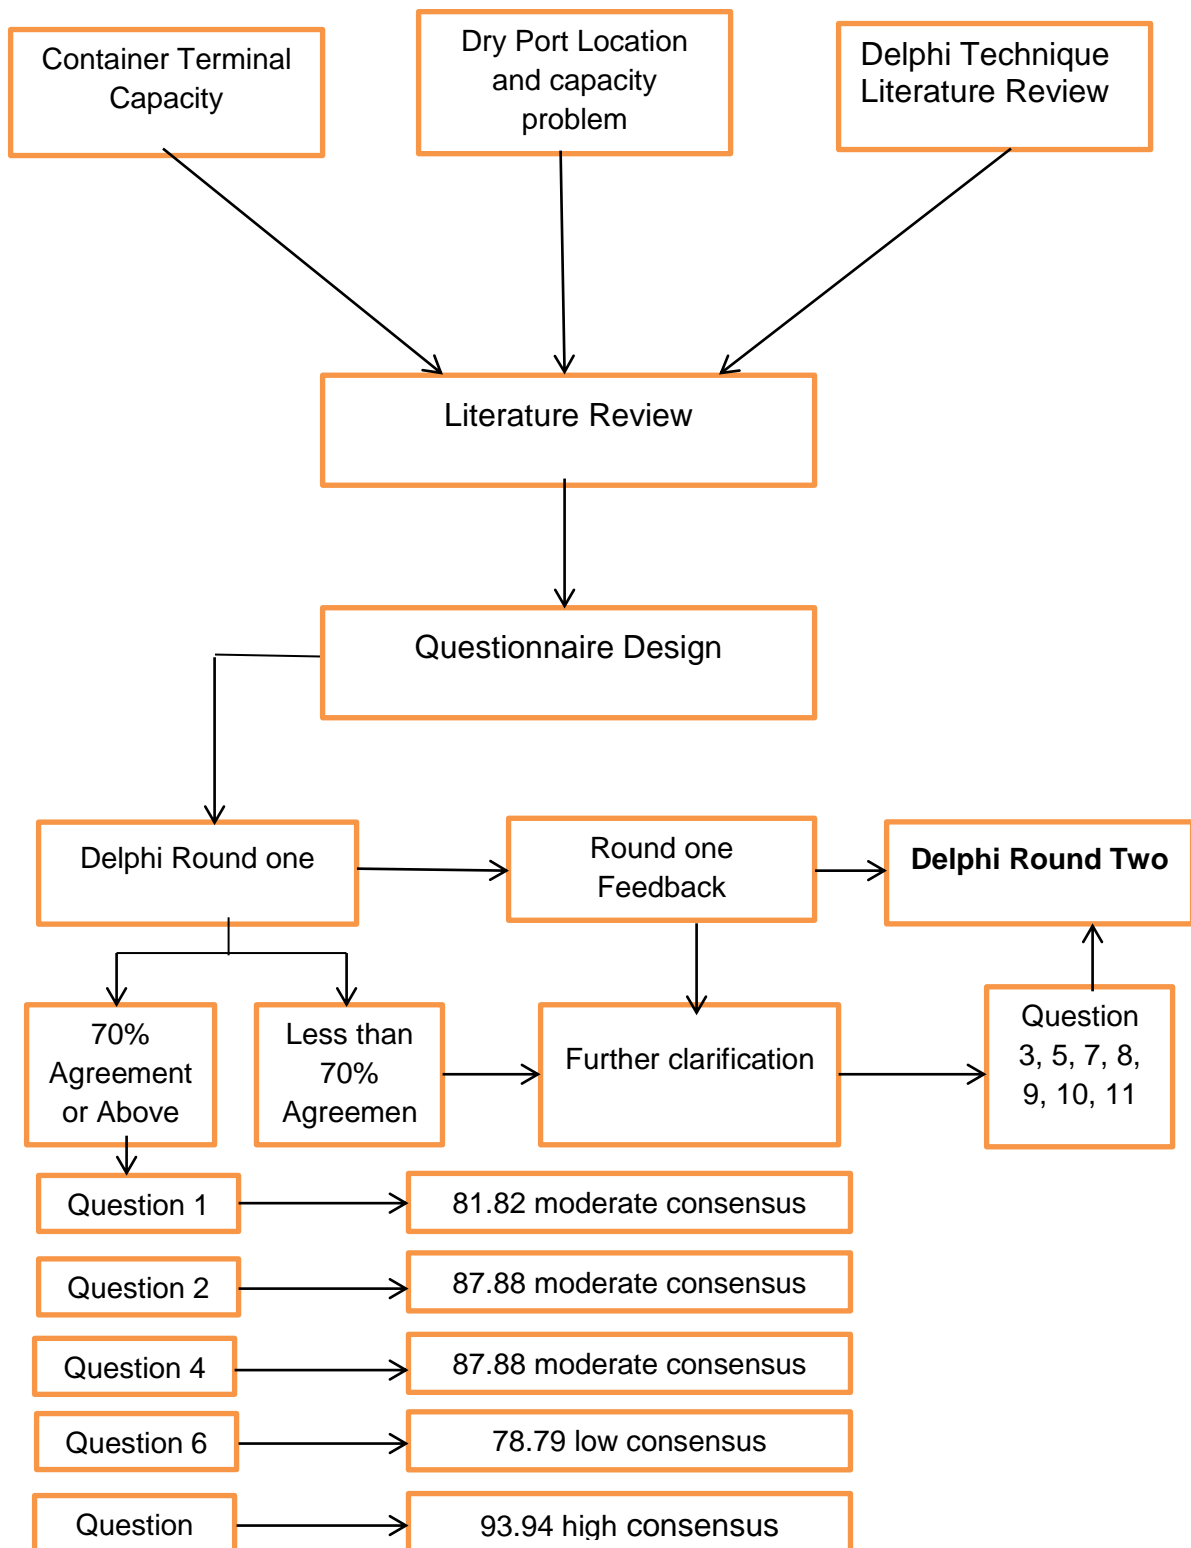 Container Terminal
Capacity
Dry Port Location
and capacity
problem
Delphi Technique
Literature Review
Literature Review
Questionnaire Design
Delphi Round one
Round one
Feedback
Delphi Round Two
70%
Agreement
or Above
Less than
70%
Agreemen
Further clarification
Question
3, 5, 7, 8,
9, 10, 11
Question 1
81.82 moderate consensus
Question 2
87.88 moderate consensus
Question 4
87.88 moderate consensus
Question 6
78.79 low consensus
Question
93.94 high consensus